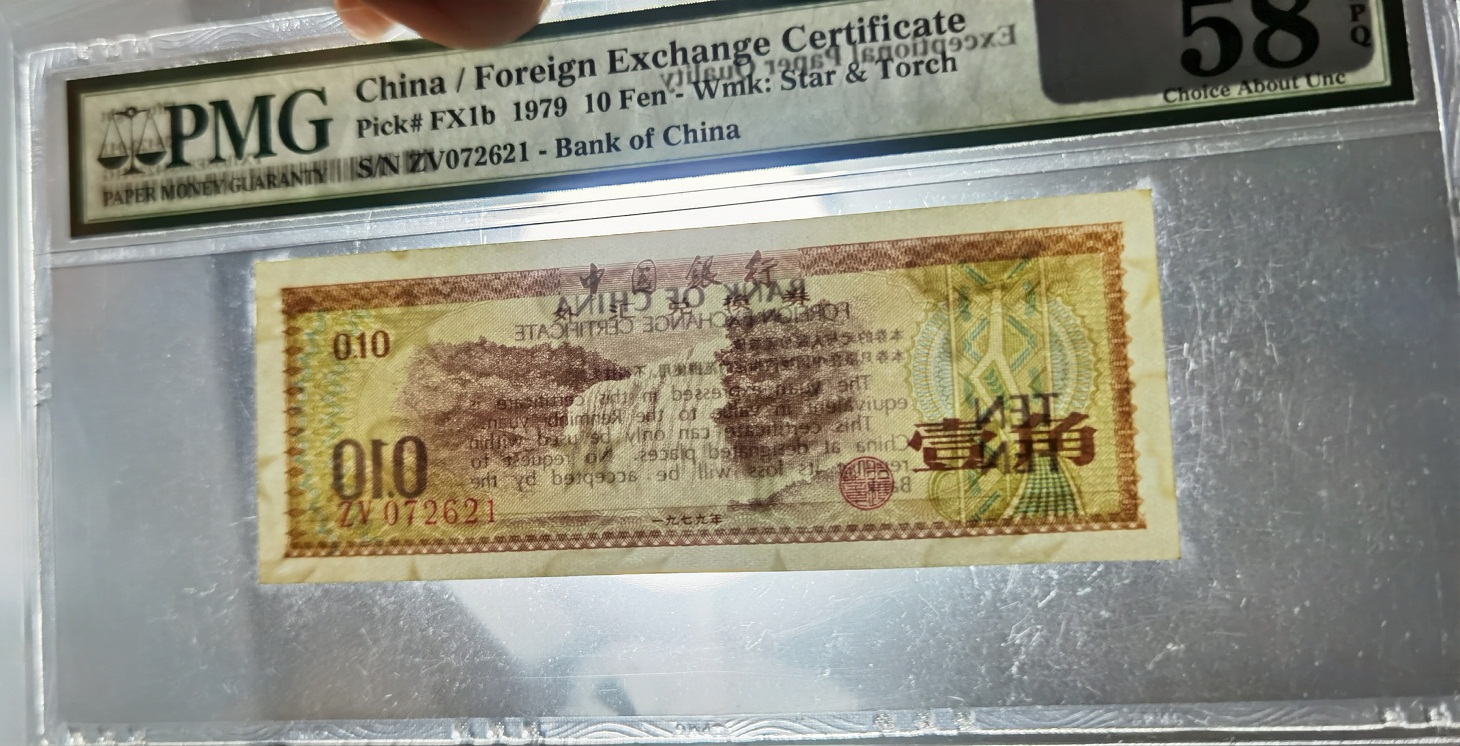 PMG
PAPER MONEY GUARANTY
China / Foreign Exchange Certificate
Exceptional Paper Quality
Pick# FX1b 1979 10 Fen - Wmk: Star & Torch
S/N ZV072621 - Bank of China
58
PQ
Choice About Unc
中国銀行
BANK OF CHINA
外汇兑换券
FOREIGN EXCHANGE CERTIFICATE
0.10
The Yuan expressed in this certificate is
equivalent in value to the Renminbi yuan.
This certificate can only be used within
China at designated places. No request to
its loss will be accepted by the
TEN
FEN
壹角
0.10
ZV 072621
一九七九年